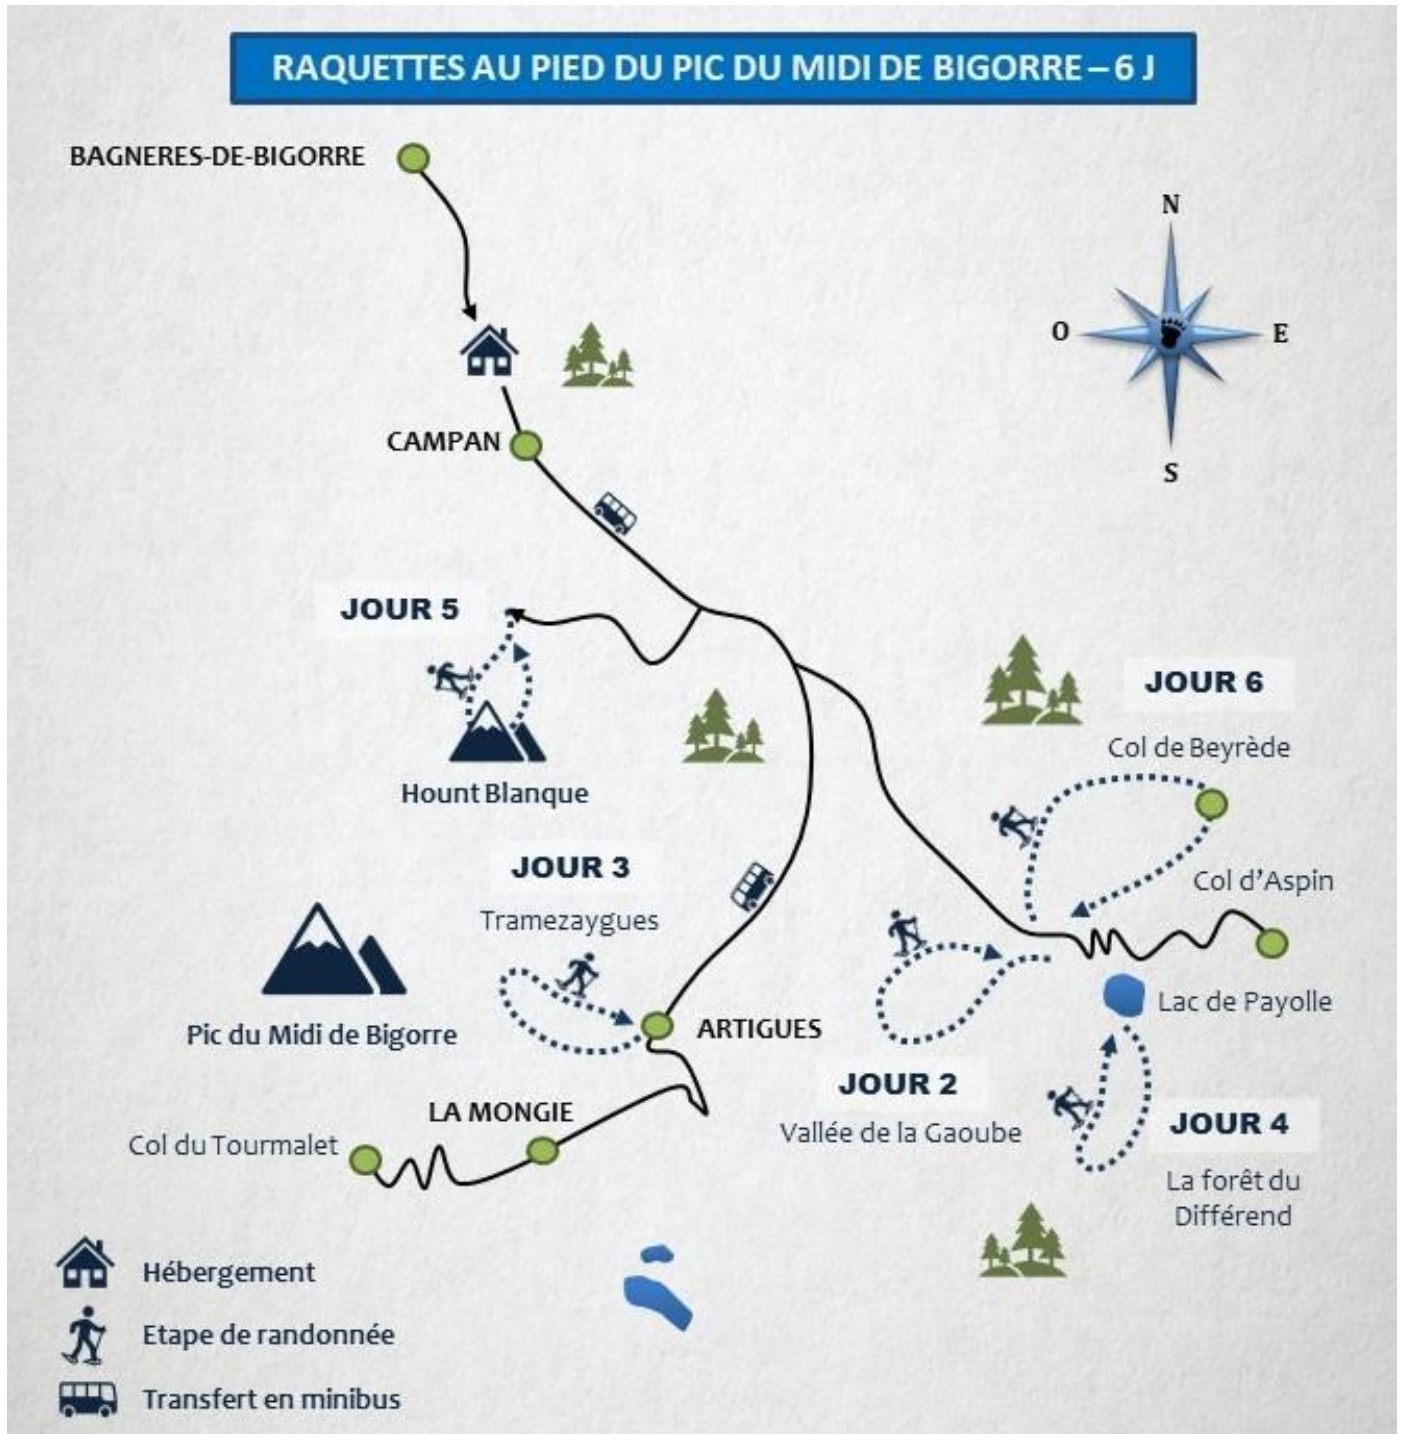 RAQUETTES AU PIED DU PIC DU MIDI DE BIGORRE – 6 J
BAGNERES-DE-BIGORRE
N
O
E
S
CAMPAN
JOUR 5
Hount Blanque
JOUR 6
Col de Beyrède
Col d'Aspin
JOUR 3
Tramezaygues
Pic du Midi de Bigorre
ARTIGUES
Lac de Payolle
JOUR 2
Vallée de la Gaoube
LA MONGIE
Col du Tourmalet
JOUR 4
La forêt du
Différend
Hébergement
Etape de randonnée
Transfert en minibus